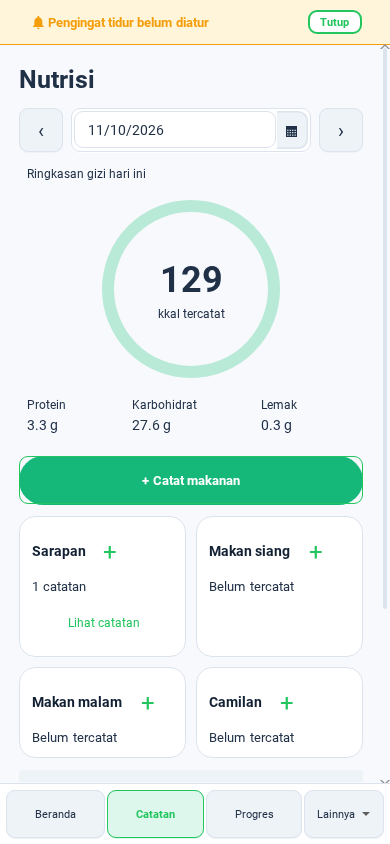 Pengingat tidur belum diatur
Tutup
Nutrisi
‹
11/10/2026
›
Ringkasan gizi hari ini
129
kkal tercatat
Protein
Karbohidrat
Lemak
3.3 g
27.6 g
0.3 g
+ Catat makanan
Sarapan +
Makan siang +
1 catatan
Belum tercatat
Lihat catatan
Makan malam +
Camilan +
Belum tercatat
Belum tercatat
Beranda
Catatan
Progres
Lainnya